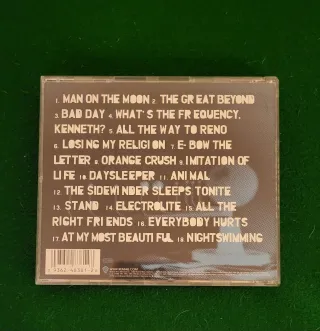 1. MAN ON THE MOON 2. THE GREAT BEYOND
3. BAD DAY 4. WHAT'S THE FREQUENCY,
KENNETH? 5. ALL THE WAY TO RENO
6. LOSING MY RELIGION 7. E-BOW THE
LETTER 8. ORANGE CRUSH 9. IMITATION OF
LIFE 10. DAYSLEEPER 11. ANIMAL
12. THE SIDEWINDER SLEEPS TONITE
13. STAND 14. ELECTROLITE 15. ALL THE
RIGHT FRIENDS 16. EVERYBODY HURTS
17. AT MY MOST BEAUTIFUL 18. NIGHTSWIMMING